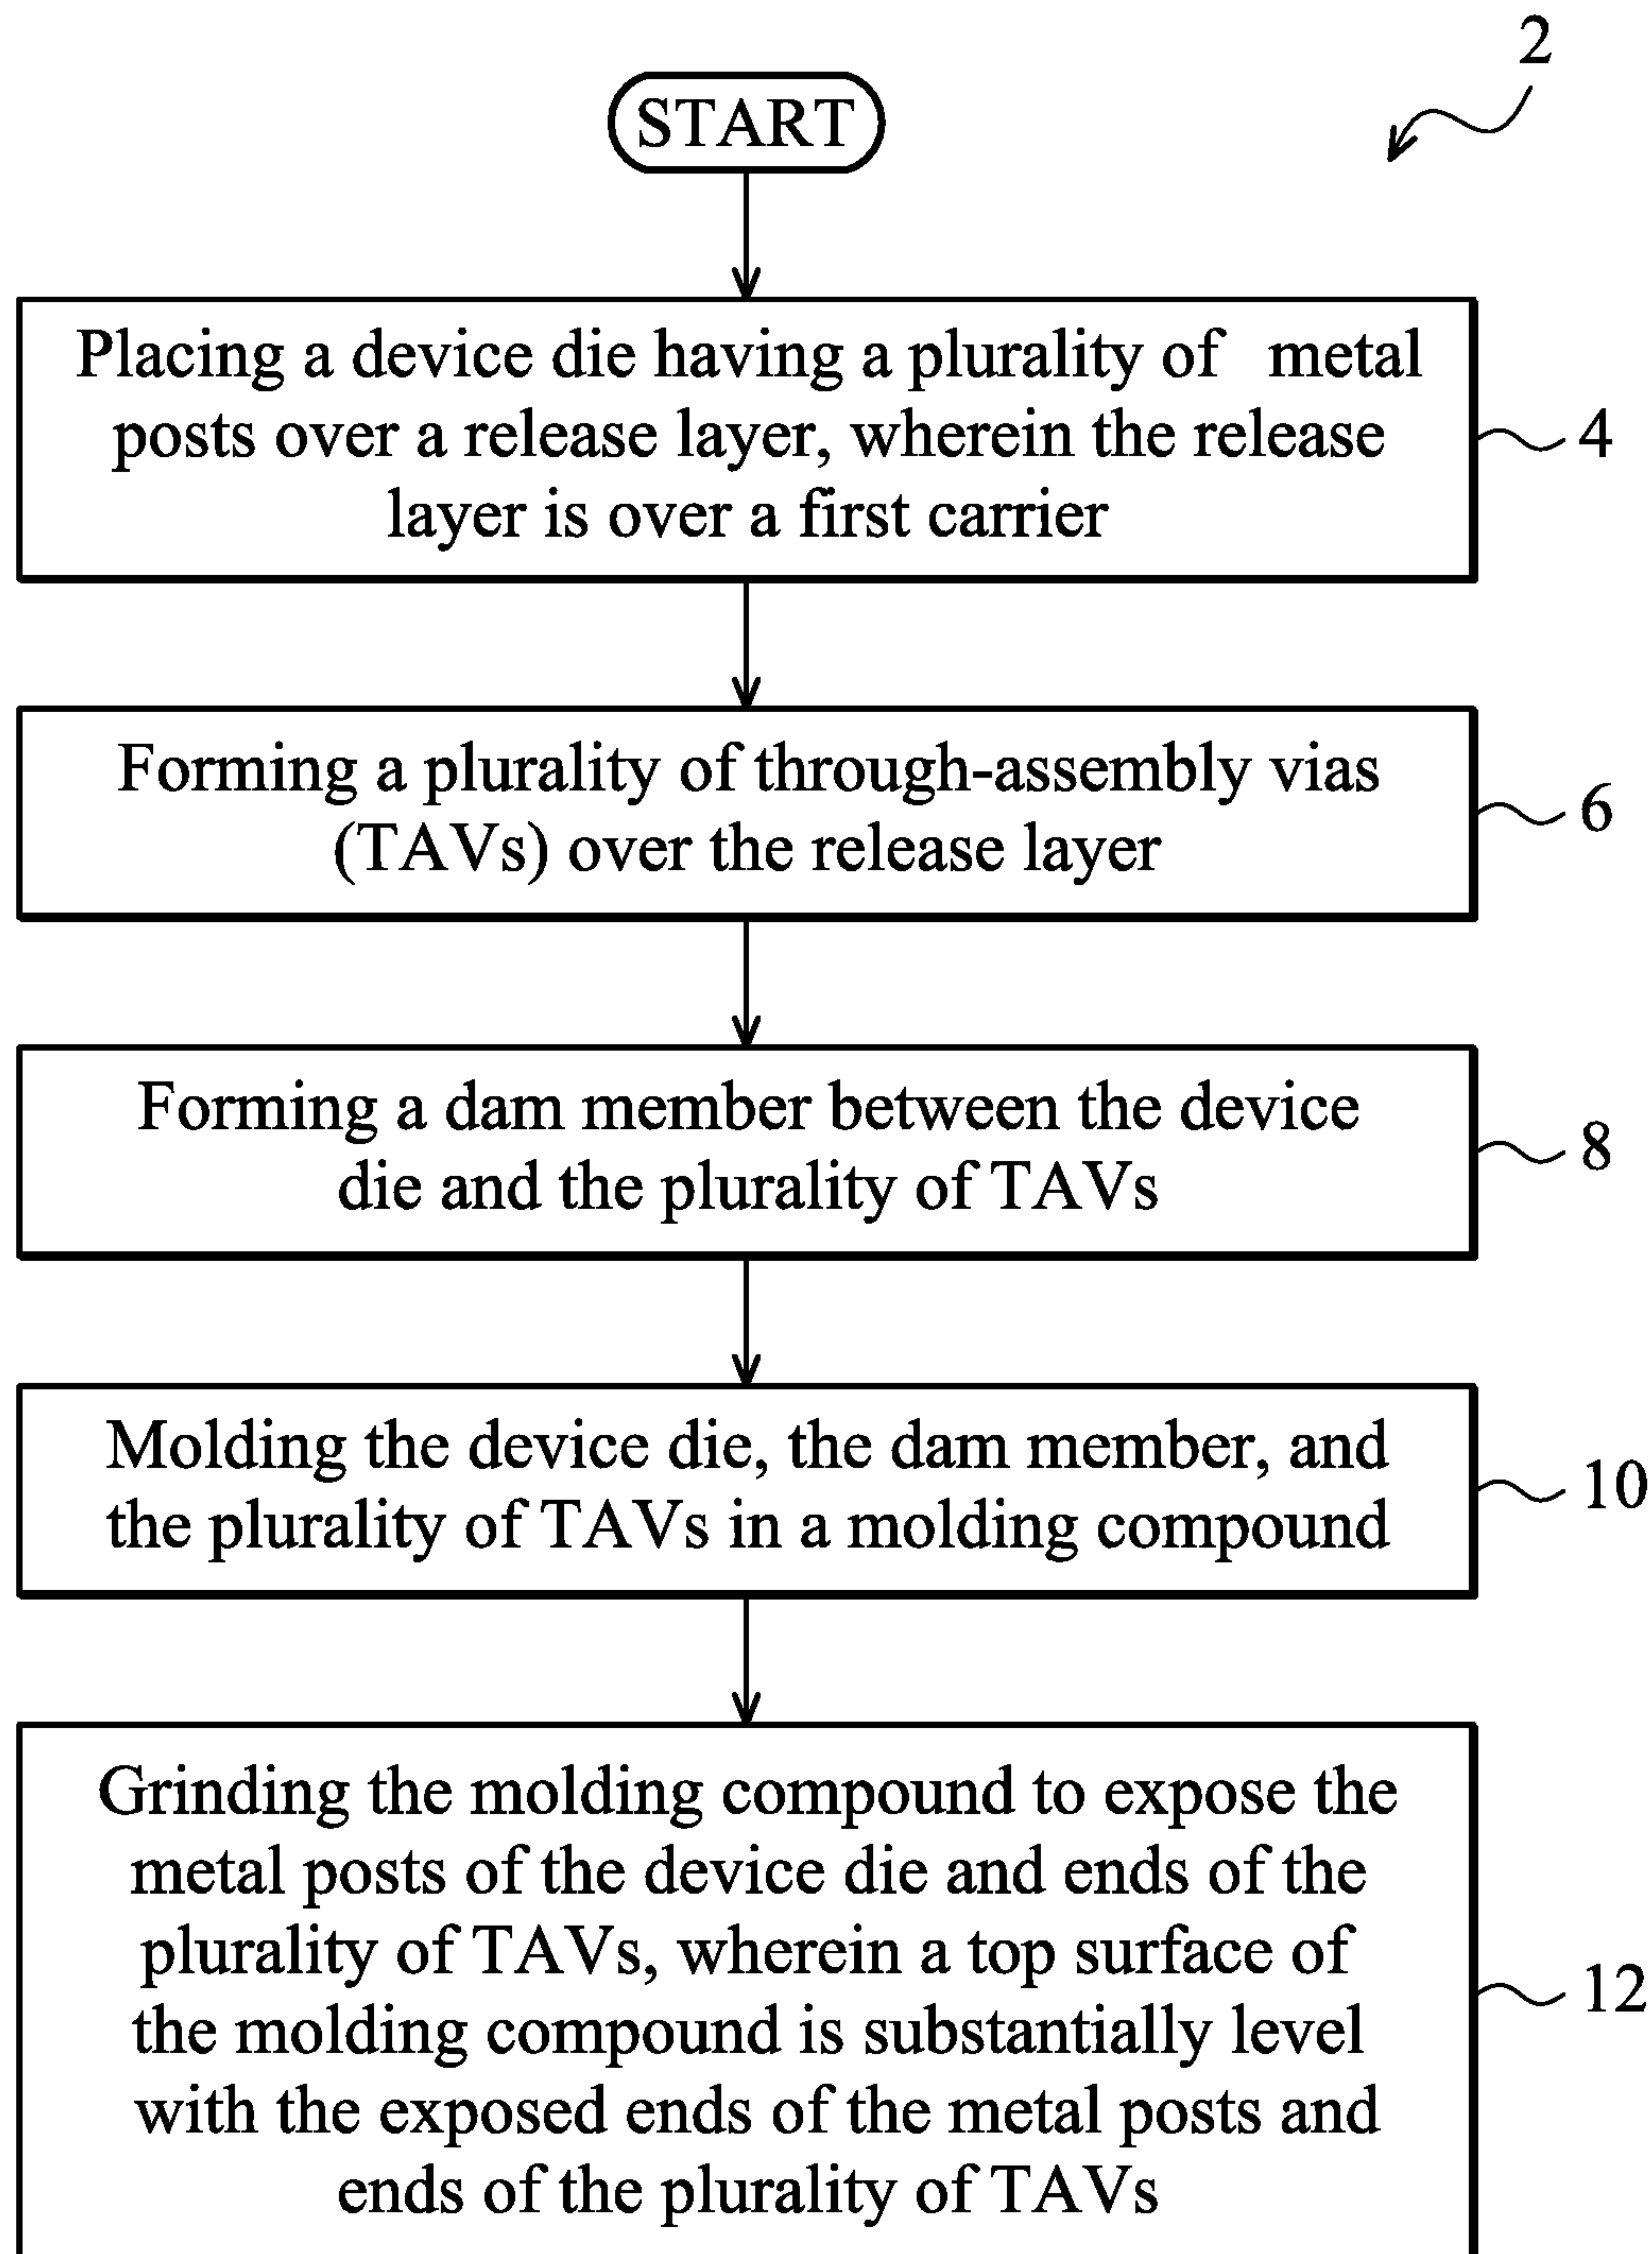 2
START
Placing a device die having a plurality of metal
posts over a release layer, wherein the release
layer is over a first carrier
4
Forming a plurality of through-assembly vias
(TAVs) over the release layer
6
Forming a dam member between the device
die and the plurality of TAVs
8
Molding the device die, the dam member, and
the plurality of TAVs in a molding compound
10
Grinding the molding compound to expose the
metal posts of the device die and ends of the
plurality of TAVs, wherein a top surface of
the molding compound is substantially level
with the exposed ends of the metal posts and
ends of the plurality of TAVs
12